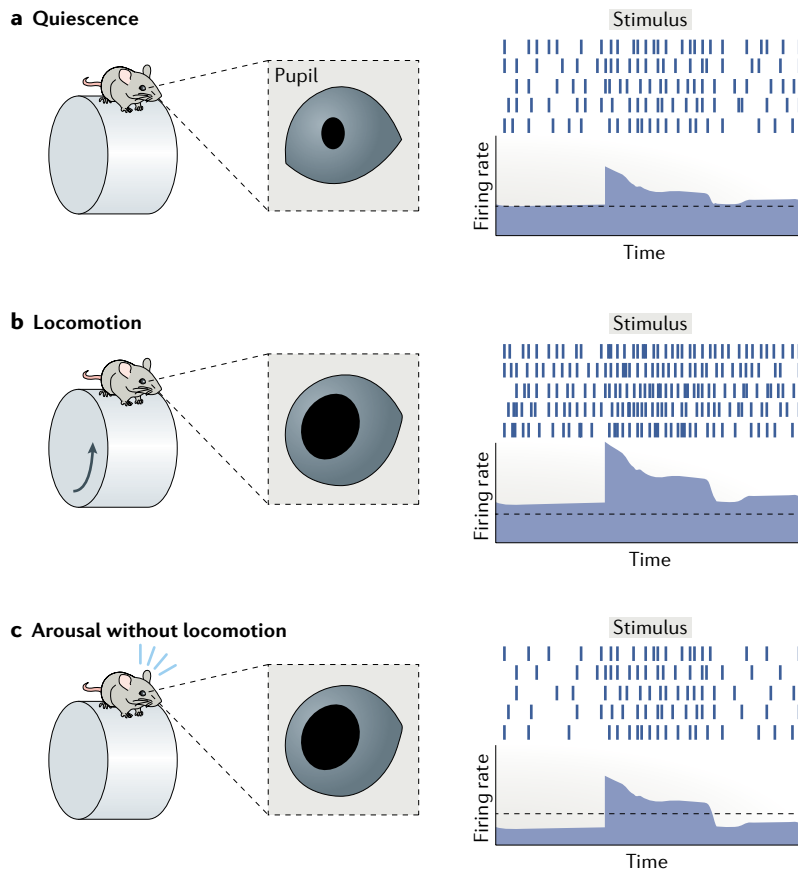 a Quiescence
Pupil
Stimulus
Firing rate
Time
b Locomotion
Stimulus
Firing rate
Time
c Arousal without locomotion
Stimulus
Firing rate
Time